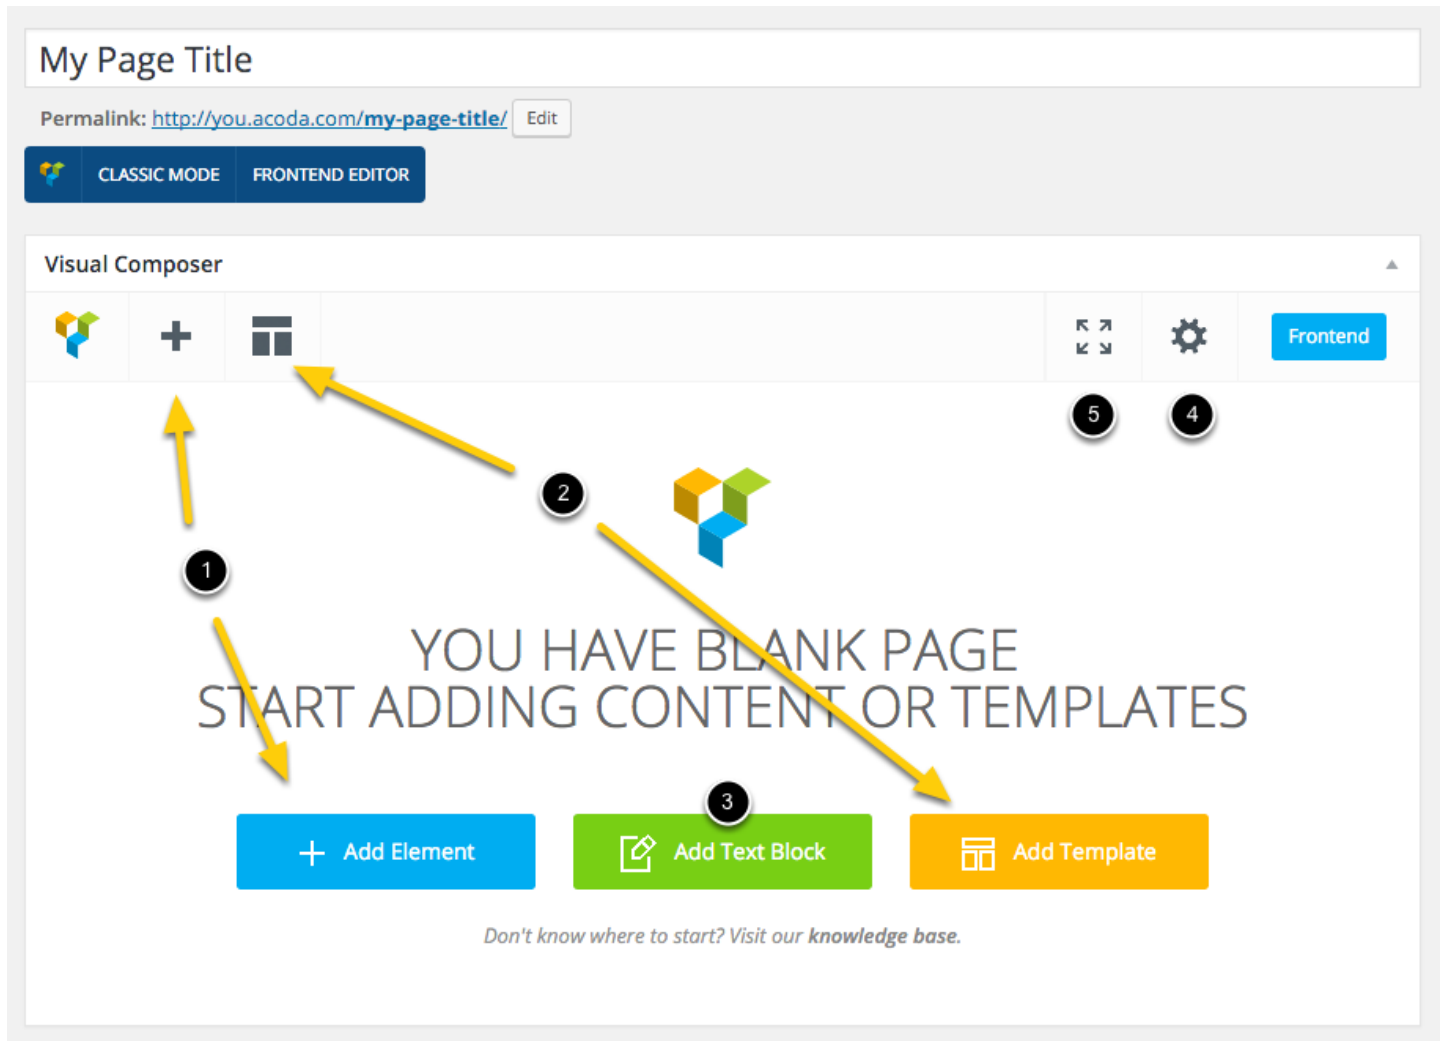 My Page Title
Permalink: http://you.acoda.com/my-page-title/ Edit
CLASSIC MODE FRONTEND EDITOR
Visual Composer
Frontend
5 4
2
1
YOU HAVE BLANK PAGE
START ADDING CONTENT OR TEMPLATES
3
Add Element Add Text Block Add Template
Don't know where to start? Visit our knowledge base.